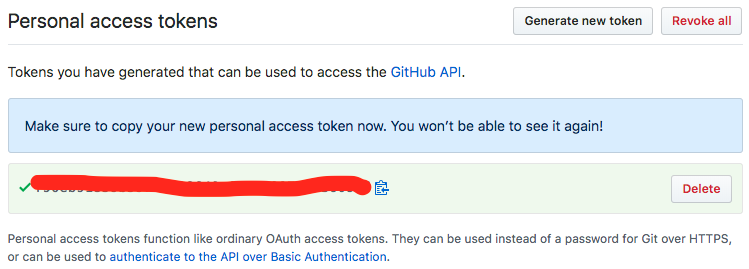 Personal access tokens
Generate new token
Revoke all
Tokens you have generated that can be used to access the GitHub API.
Make sure to copy your new personal access token now. You won’t be able to see it again!
Delete
Personal access tokens function like ordinary OAuth access tokens. They can be used instead of a password for Git over HTTPS,
or can be used to authenticate to the API over Basic Authentication.